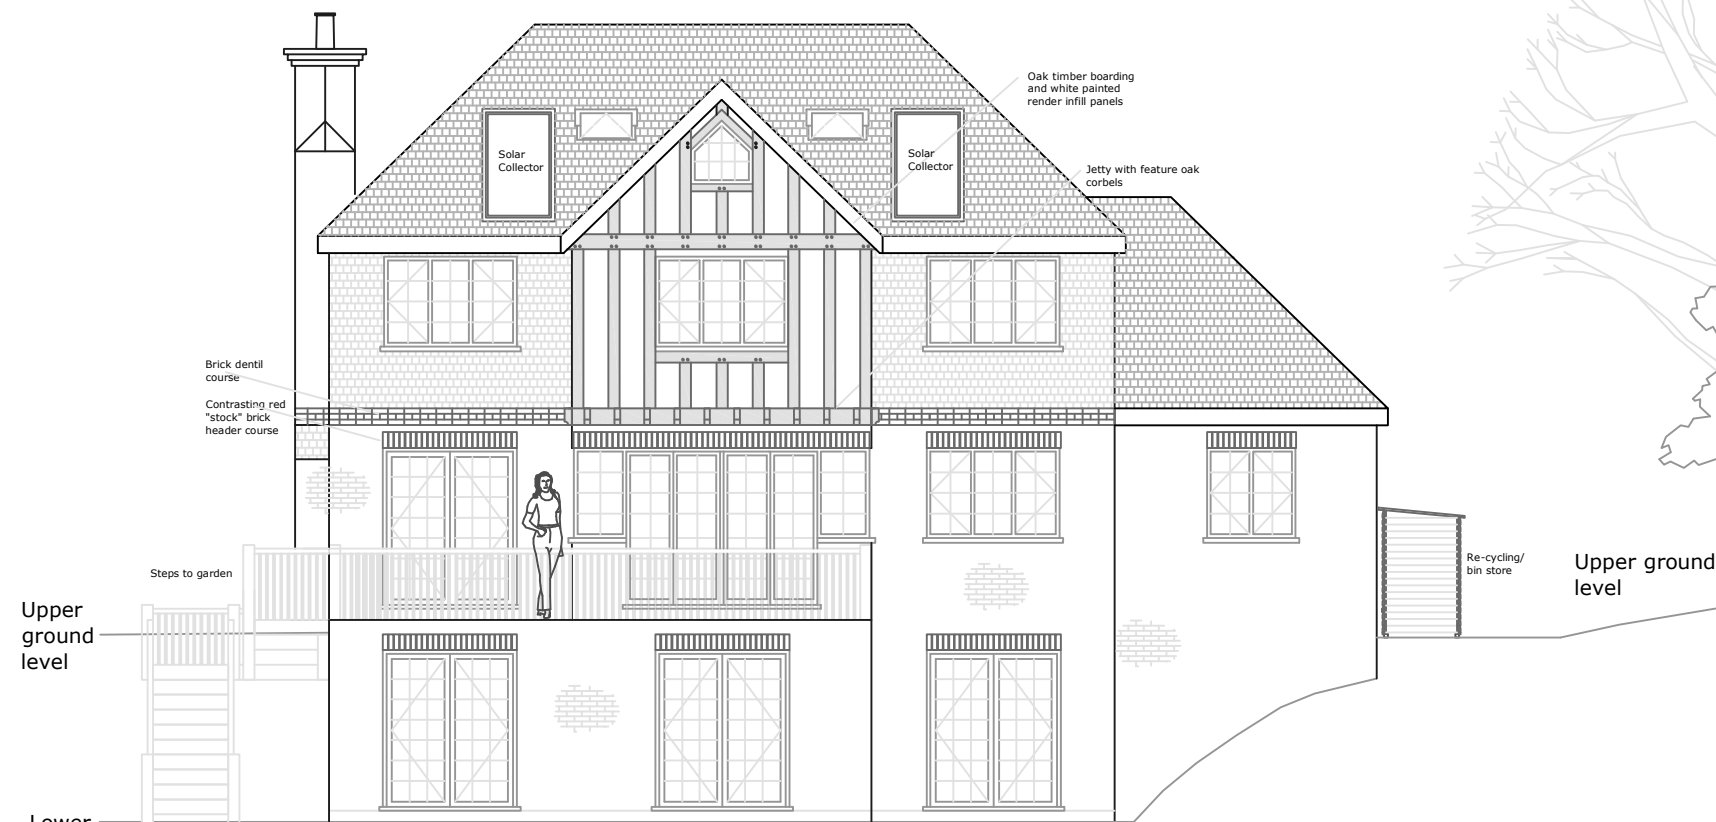 Oak timber boarding
and white painted
render infill panels
Solar
Collector
Solar
Collector
Jetty with feature oak
corbels
Brick dentil
course
Contrasting red
"stock" brick
header course
Steps to garden
Re-cycling/
bin store
Upper ground
level
Upper
ground
level
Lower